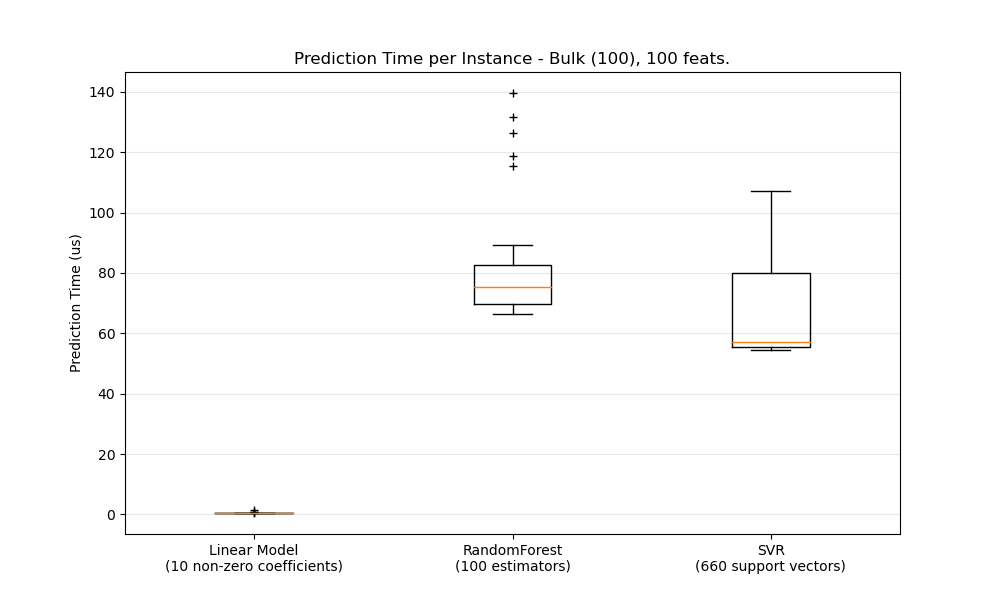 Prediction Time per Instance - Bulk (100), 100 feats.
140
120
100
80
60
40
20
0
Prediction Time (us)
Linear Model
(10 non-zero coefficients)
RandomForest
(100 estimators)
SVR
(660 support vectors)